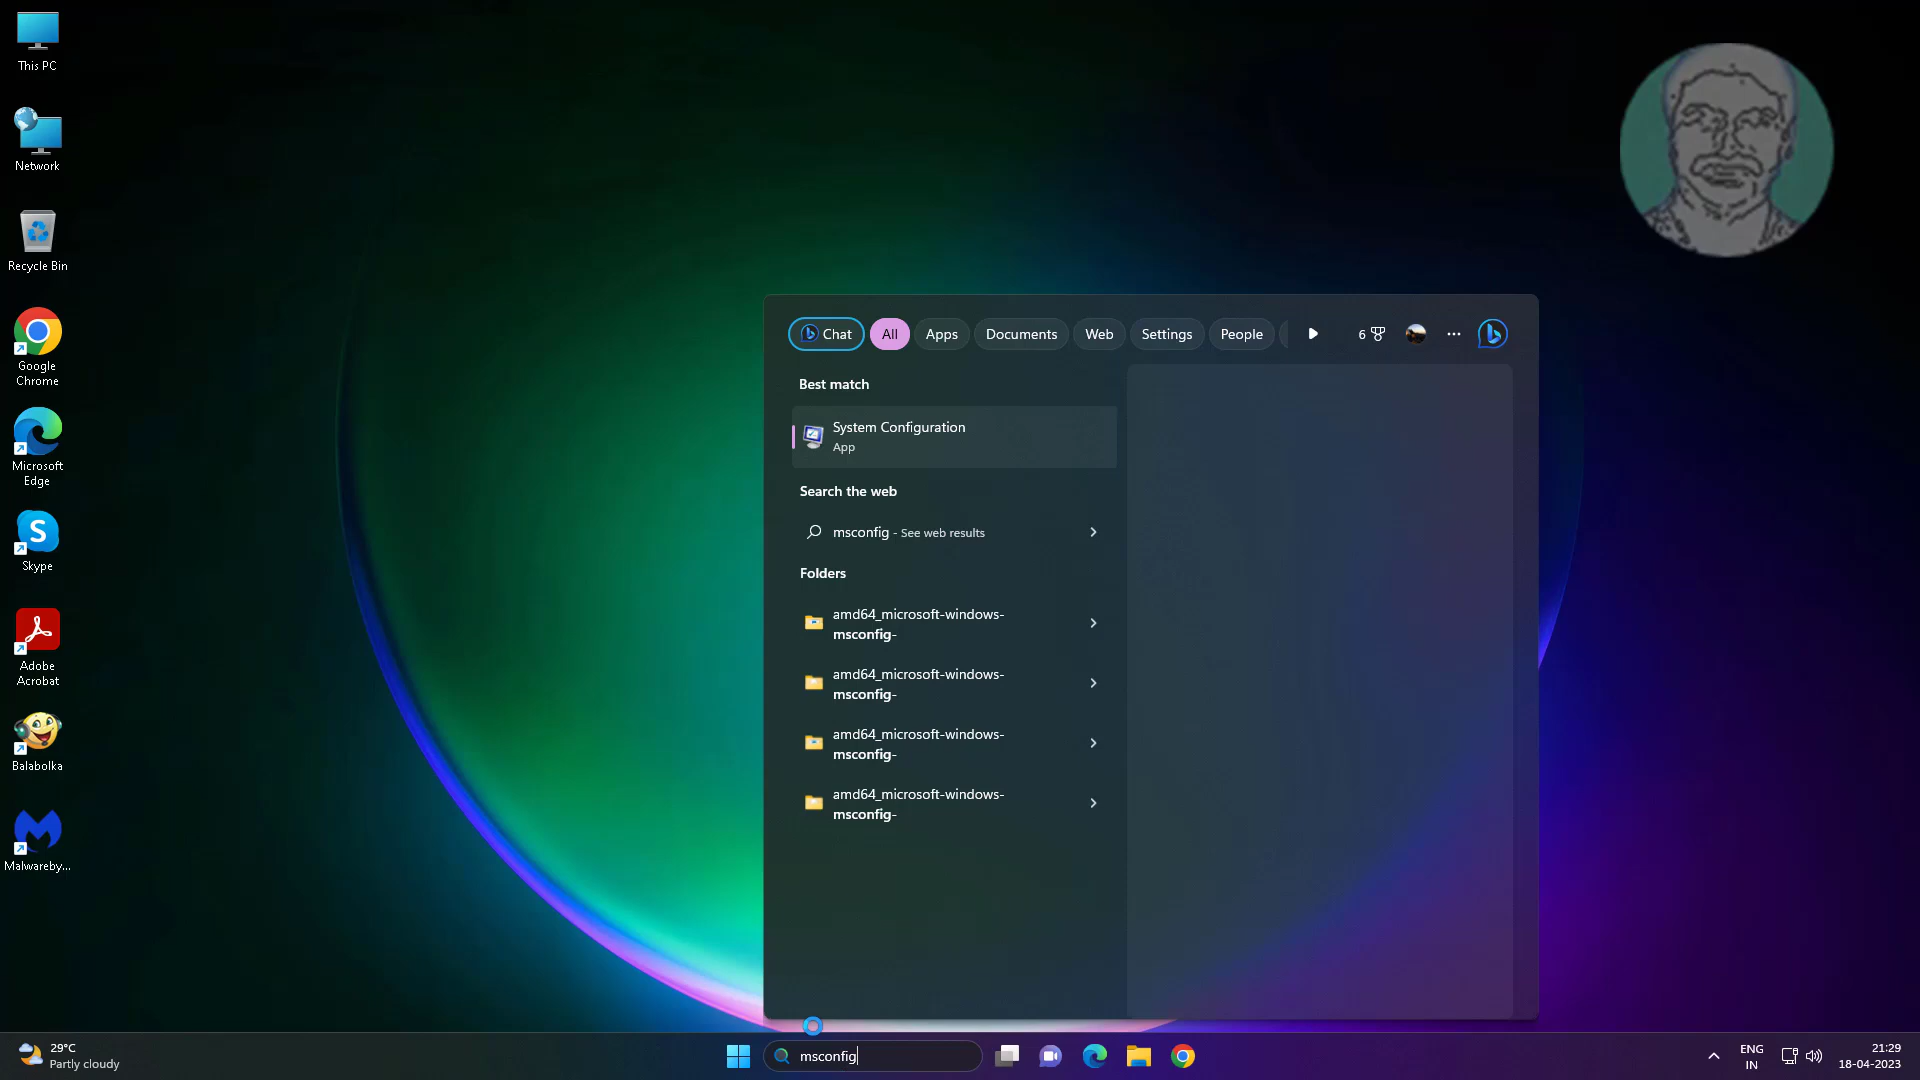 This PC
Network
Recycle Bin
Google
Chrome
Microsoft
Edge
Skype
Adobe
Acrobat
Balabolka
Malwareby...
Chat
All
Apps
Documents
Web
Settings
People
6
Best match
System Configuration
App
Search the web
msconfig - See web results
Folders
amd64_microsoft-windows-
msconfig-
amd64_microsoft-windows-
msconfig-
amd64_microsoft-windows-
msconfig-
amd64_microsoft-windows-
msconfig-
29°C
Partly cloudy
msconfig
ENG
IN
21:29
18-04-2023